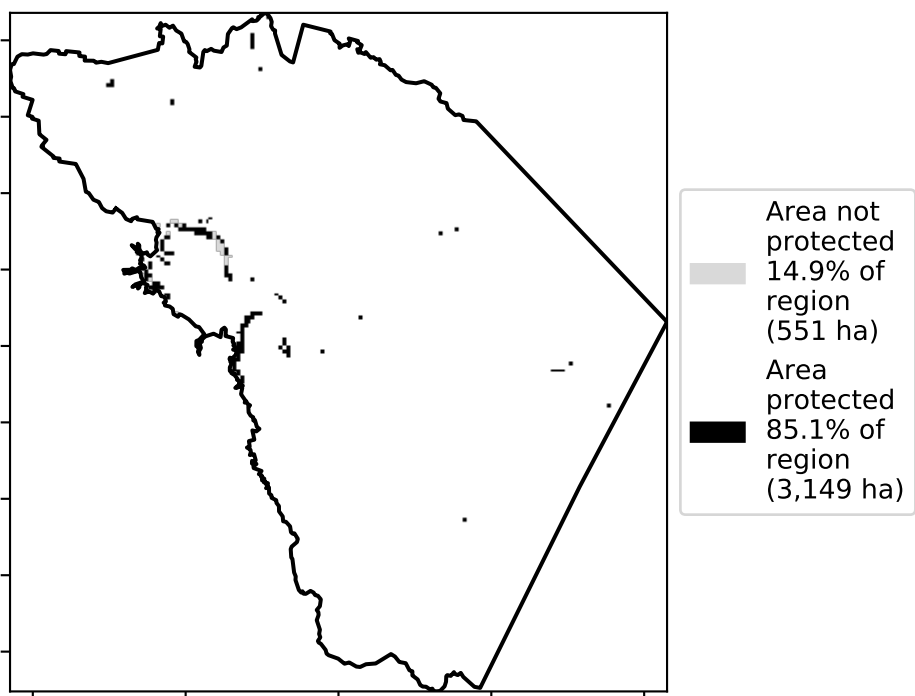 Area not
protected
14.9% of
region
(551 ha)
Area
protected
85.1% of
region
(3,149 ha)